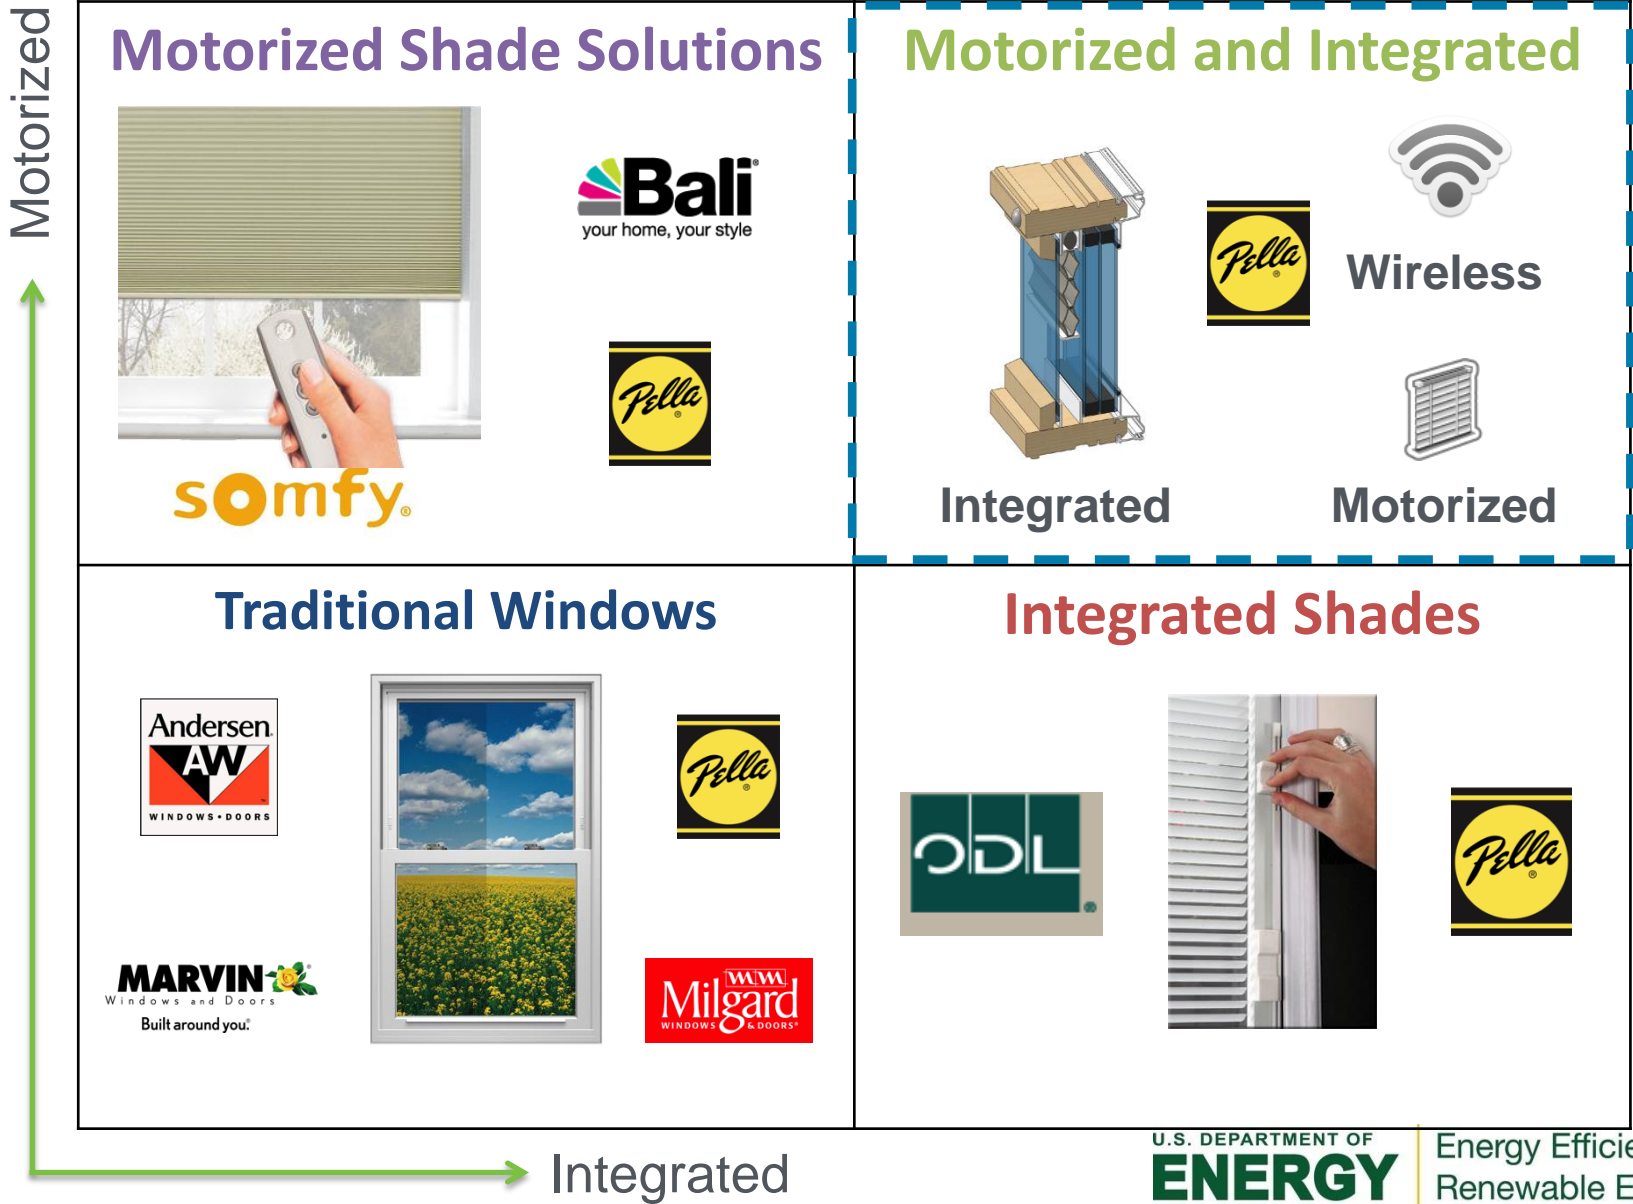 Motorized
Motorized Shade Solutions
Bali
your home, your style
Pella
somfy
Motorized and Integrated
Pella
Wireless
Integrated
Motorized
Traditional Windows
Andersen
AW
WINDOWS • DOORS
Pella
MARVIN
Windows and Doors
Built around you.®
Milgard
WINDOWS & DOORS®
Integrated Shades
ODL
Pella
Integrated
U.S. DEPARTMENT OF
ENERGY
Energy Efficie
Renewable E